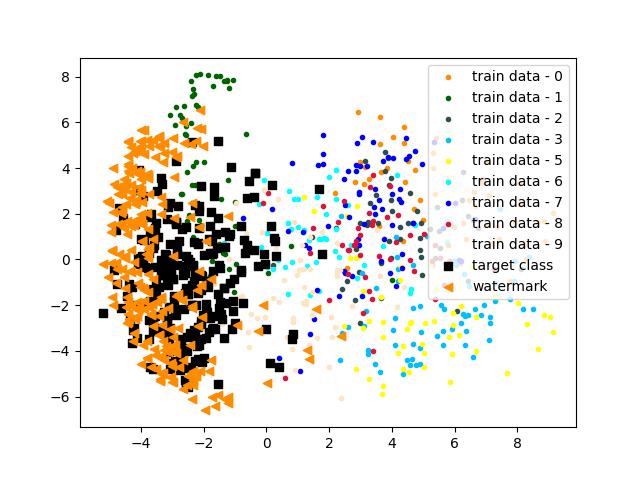 8
6
4
2
0
−2
−4
−6
−4
−2
0
2
4
6
8
train data - 0
train data - 1
train data - 2
train data - 3
train data - 5
train data - 6
train data - 7
train data - 8
train data - 9
target class
watermark